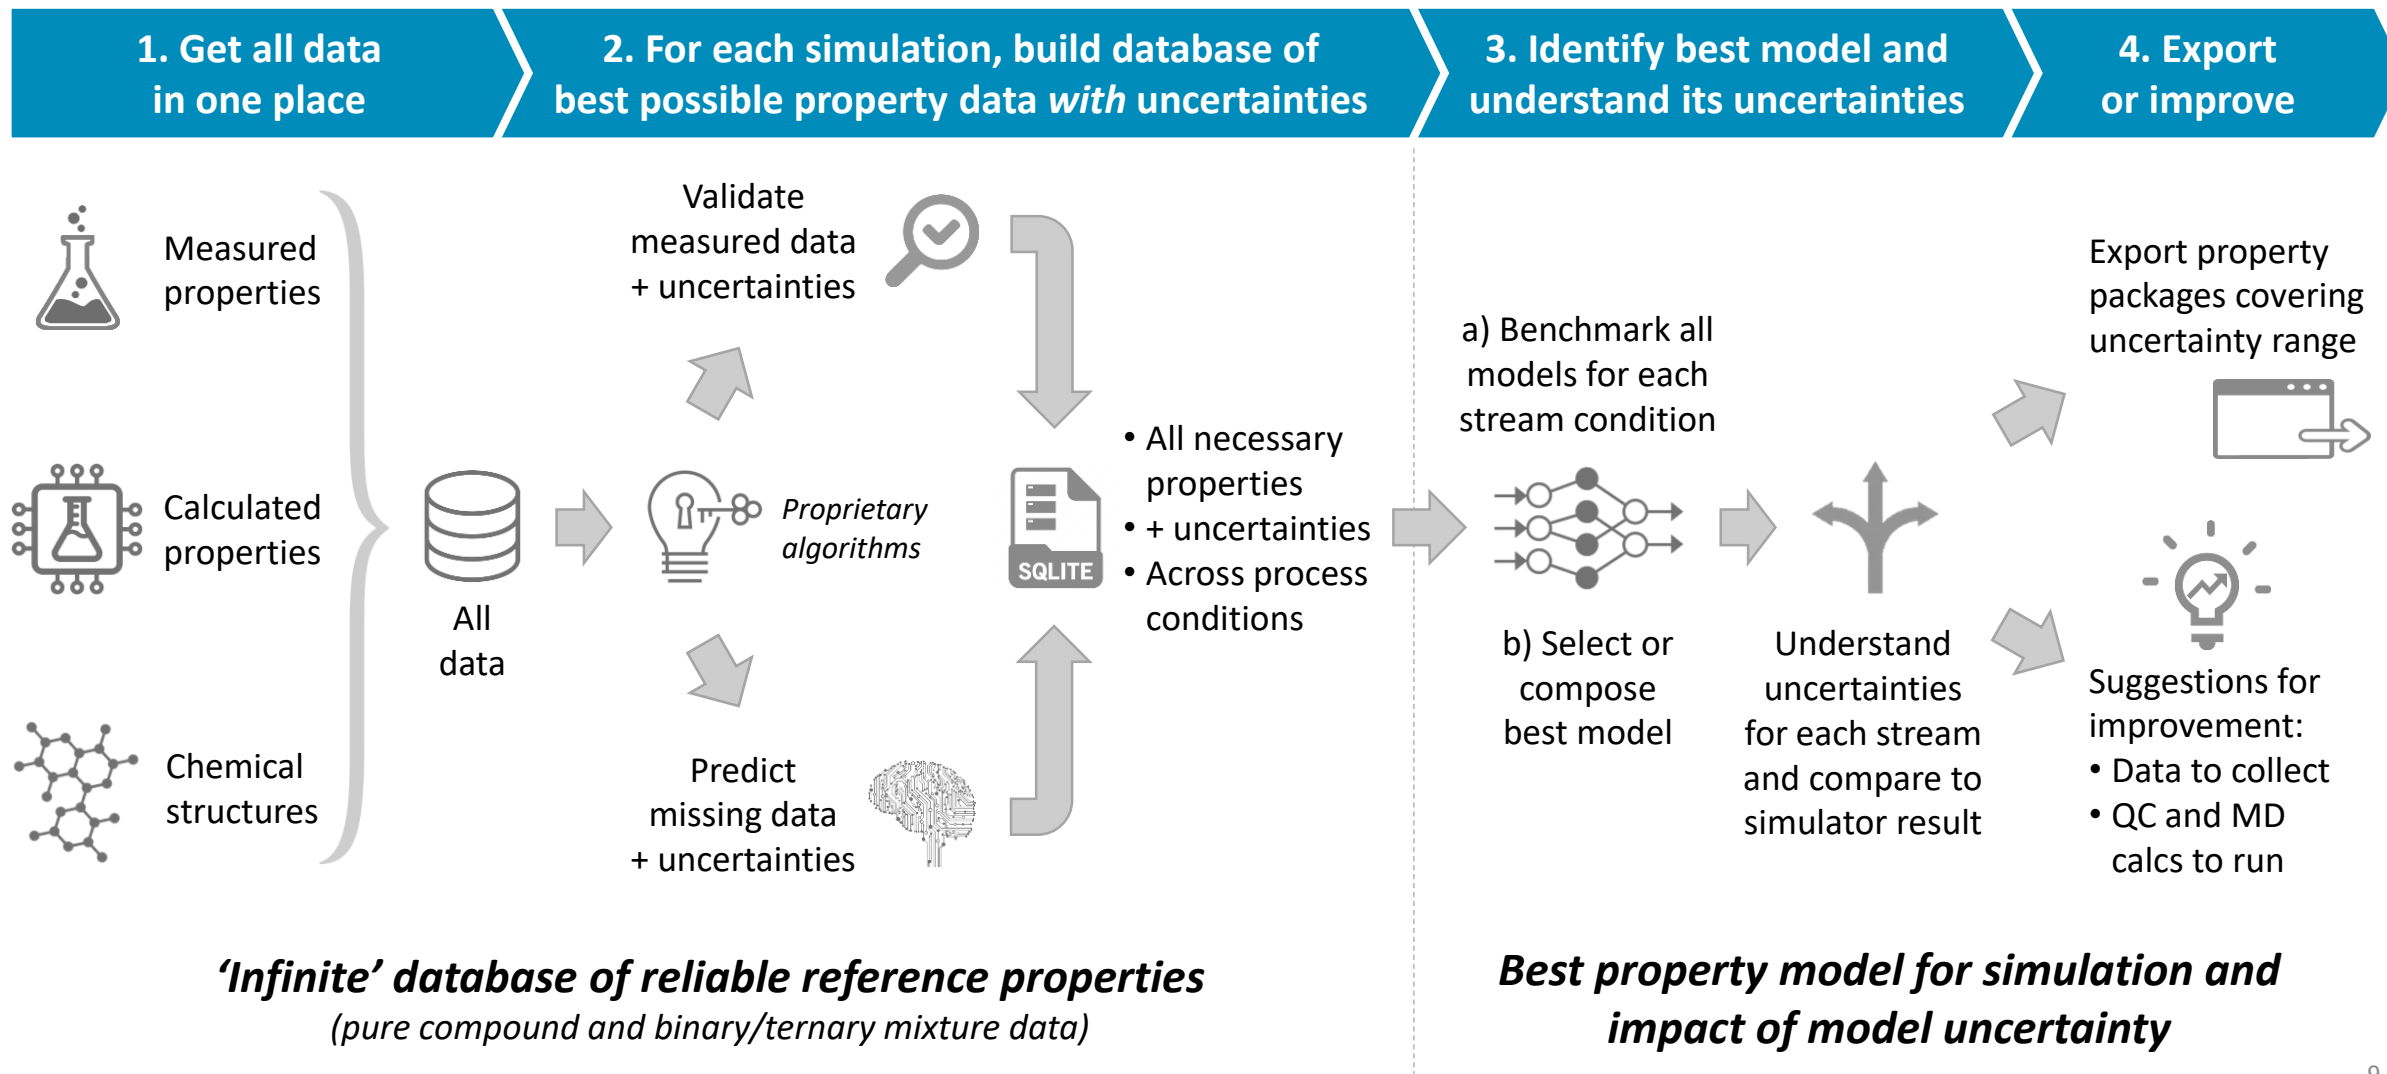 1. Get all data
in one place
2. For each simulation, build database of
best possible property data with uncertainties
3. Identify best model and
understand its uncertainties
4. Export
or improve
Measured
properties
Calculated
properties
Chemical
structures
All
data
Validate
measured data
+ uncertainties
Proprietary
algorithms
Predict
missing data
+ uncertainties
SQLITE
• All necessary
properties
• + uncertainties
• Across process
conditions
a) Benchmark all
models for each
stream condition
b) Select or
compose
best model
Understand
uncertainties
for each stream
and compare to
simulator result
Export property
packages covering
uncertainty range
Suggestions for
improvement:
• Data to collect
• QC and MD
calcs to run
‘Infinite’ database of reliable reference properties
(pure compound and binary/ternary mixture data)
Best property model for simulation and
impact of model uncertainty
9